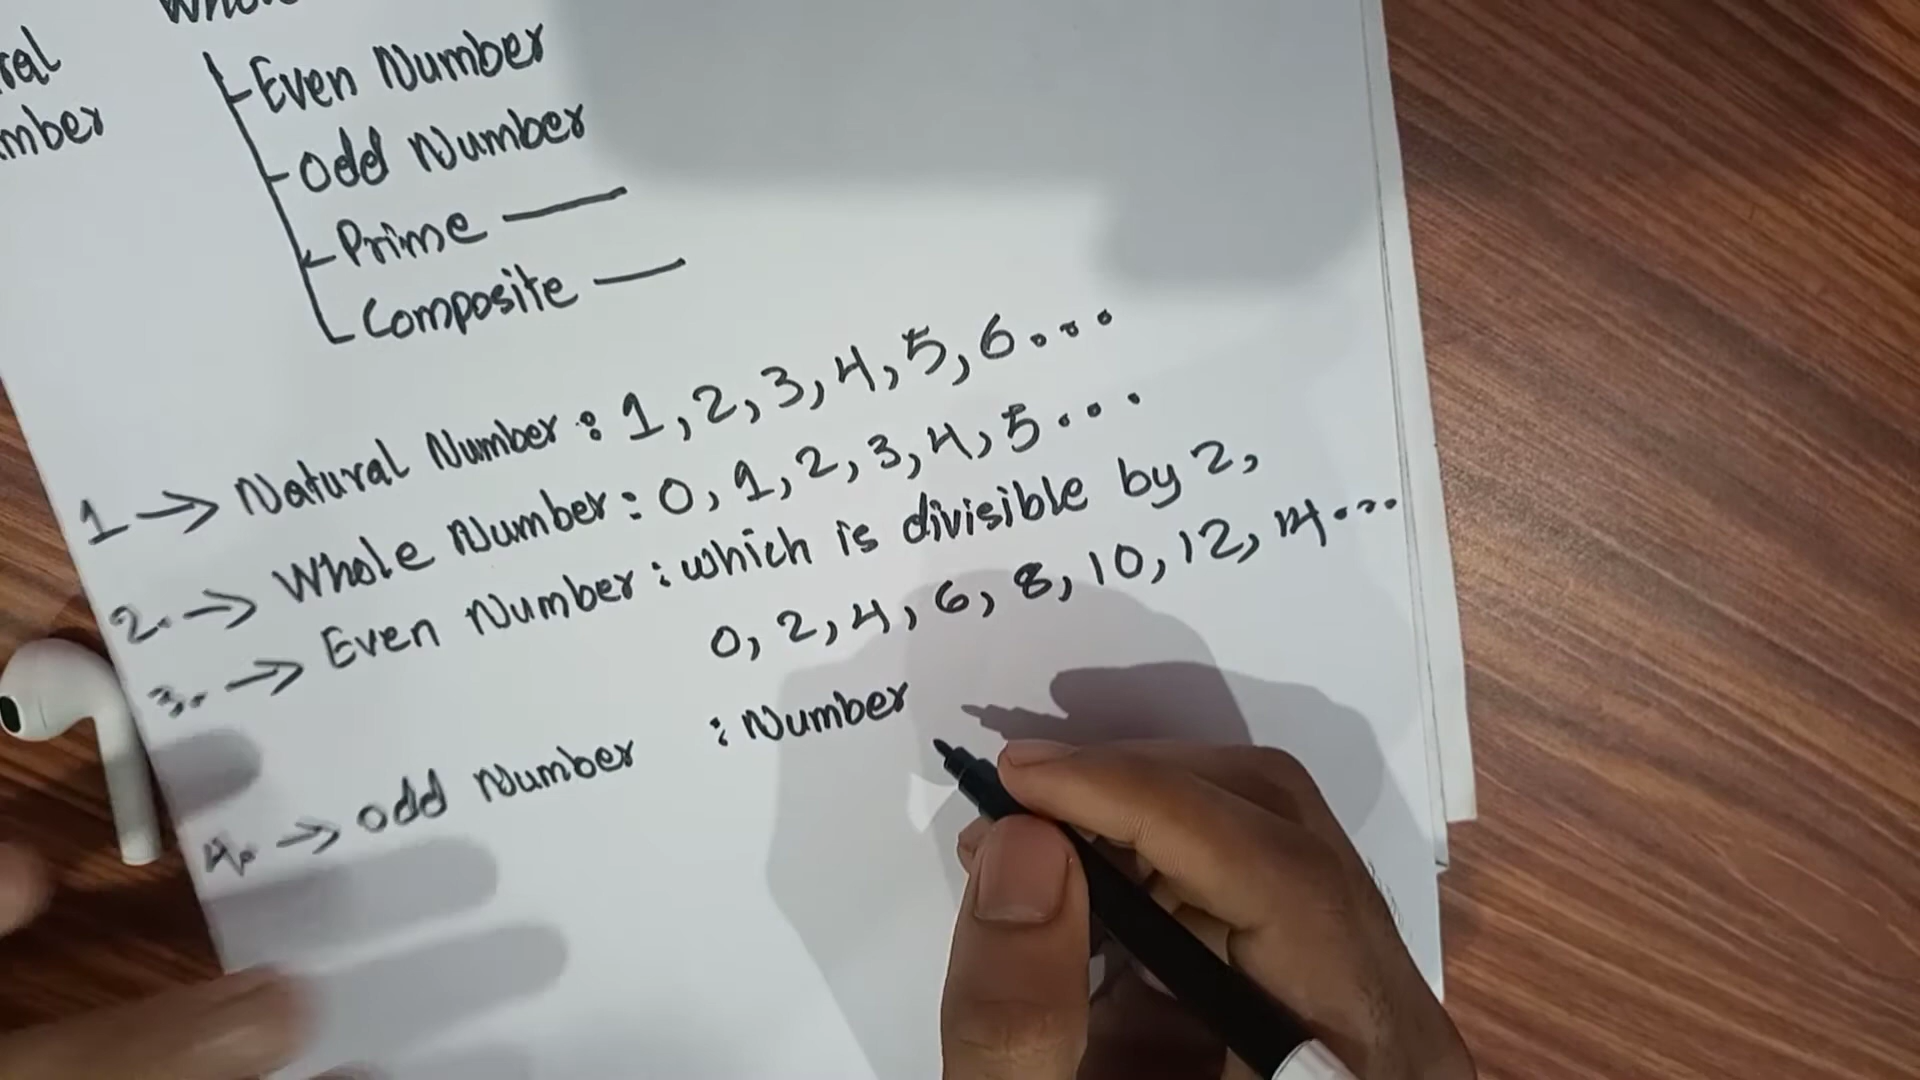 Even Number
Odd Number
Prime —
Composite —
1 → Natural Number : 1, 2, 3, 4, 5, 6...
2. → Whole Number : 0, 1, 2, 3, 4, 5...
3. → Even Number : which is divisible by 2,
0, 2, 4, 6, 8, 10, 12, 14...
4. → odd Number : Number